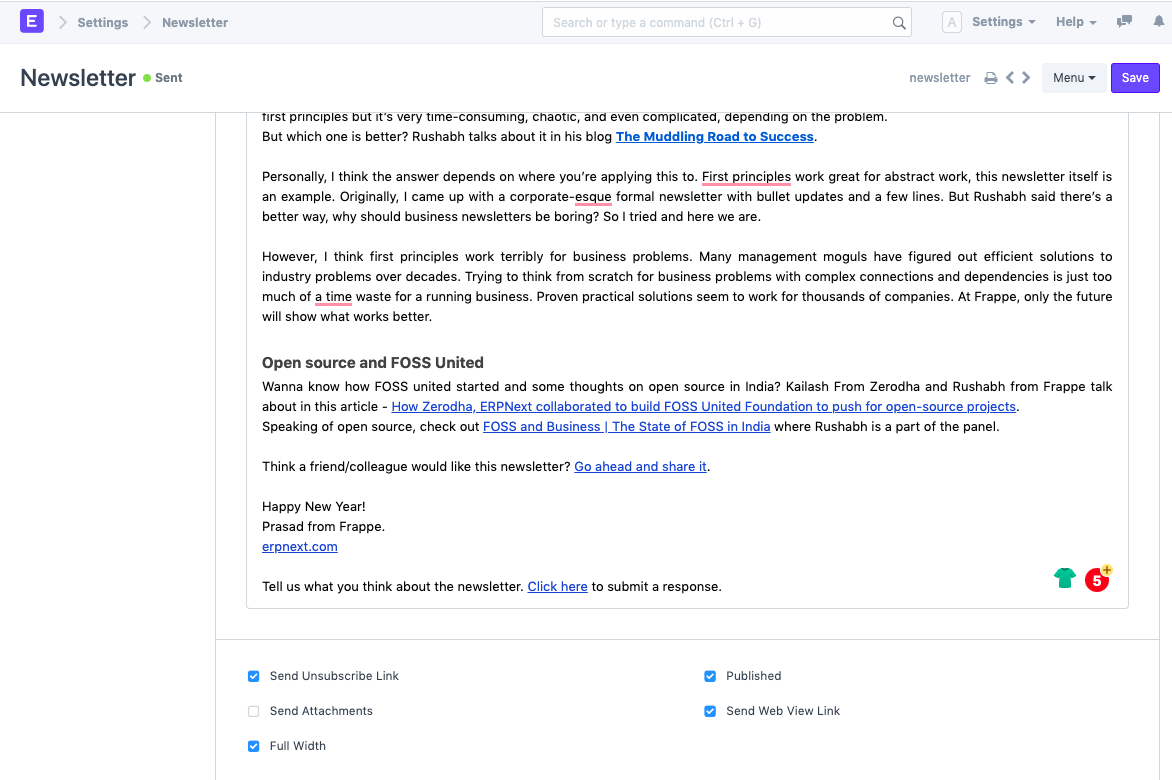 E
Settings
Newsletter
Search or type a command (Ctrl + G)
A
Settings
Help
Newsletter
Sent
newsletter
Menu
Save
first principles but it's very time-consuming, chaotic, and even complicated, depending on the problem.
But which one is better? Rushabh talks about it in his blog The Muddling Road to Success.
Personally, I think the answer depends on where you're applying this to. First principles work great for abstract work, this newsletter itself is
an example. Originally, I came up with a corporate-esque formal newsletter with bullet updates and a few lines. But Rushabh said there's a
better way, why should business newsletters be boring? So I tried and here we are.
However, I think first principles work terribly for business problems. Many management moguls have figured out efficient solutions to
industry problems over decades. Trying to think from scratch for business problems with complex connections and dependencies is just too
much of a time waste for a running business. Proven practical solutions seem to work for thousands of companies. At Frappe, only the future
will show what works better.
Open source and FOSS United
Wanna know how FOSS united started and some thoughts on open source in India? Kailash From Zerodha and Rushabh from Frappe talk
about in this article - How Zerodha, ERPNext collaborated to build FOSS United Foundation to push for open-source projects.
Speaking of open source, check out FOSS and Business | The State of FOSS in India where Rushabh is a part of the panel.
Think a friend/colleague would like this newsletter? Go ahead and share it.
Happy New Year!
Prasad from Frappe.
erpnext.com
Tell us what you think about the newsletter. Click here to submit a response.
5
+
Send Unsubscribe Link
Published
Send Attachments
Send Web View Link
Full Width